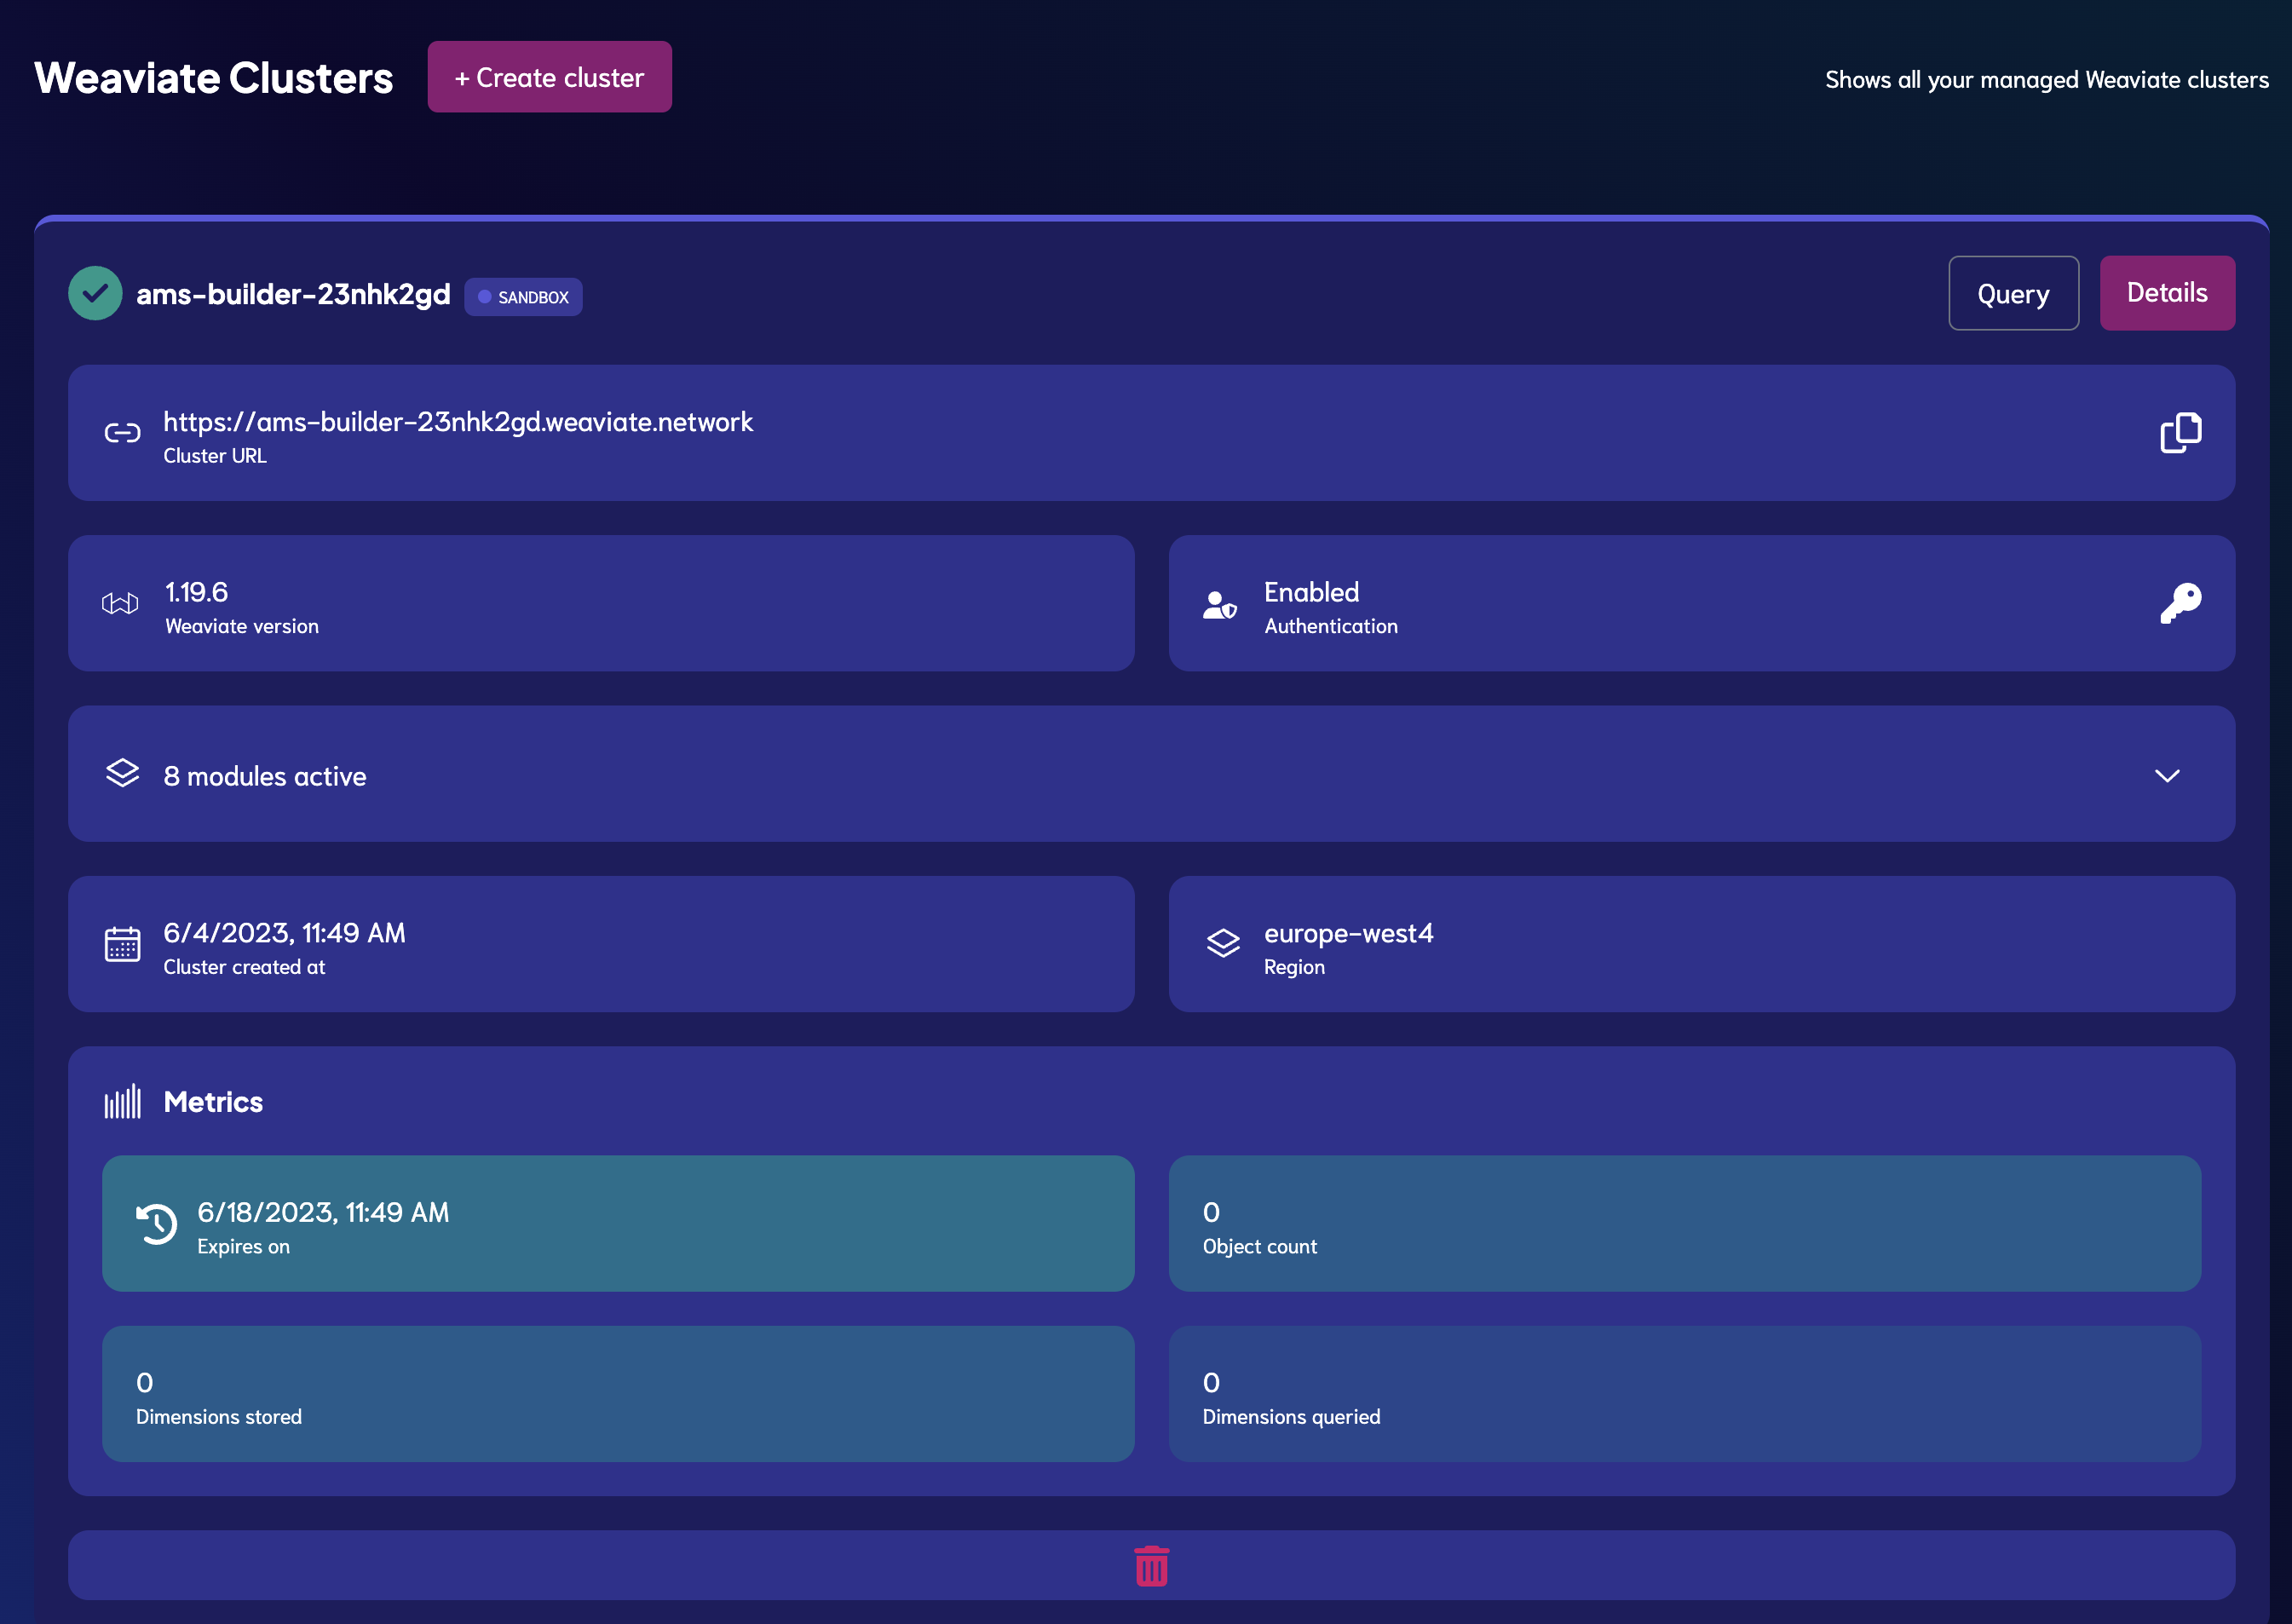 Weaviate Clusters
+ Create cluster
Shows all your managed Weaviate clusters
ams-builder-23nhk2gd
SANDBOX
Query
Details
https://ams-builder-23nhk2gd.weaviate.network
Cluster URL
1.19.6
Weaviate version
Enabled
Authentication
8 modules active
6/4/2023, 11:49 AM
Cluster created at
europe-west4
Region
Metrics
6/18/2023, 11:49 AM
Expires on
0
Object count
0
Dimensions stored
0
Dimensions queried